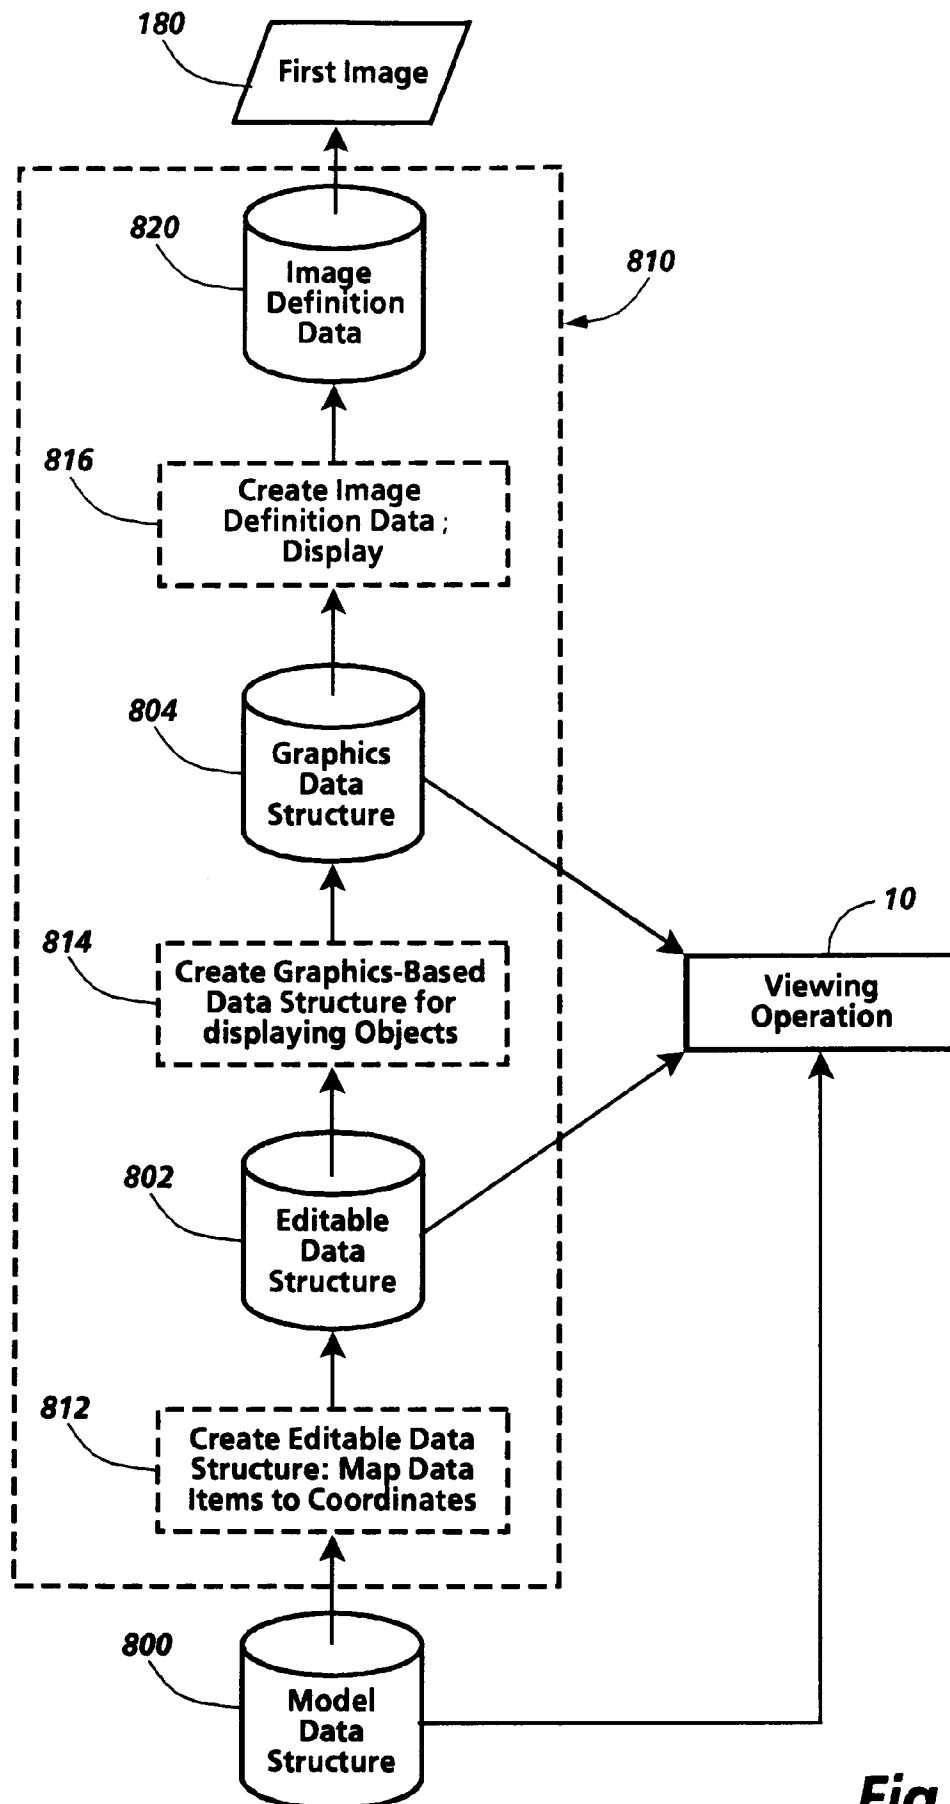 180
First Image
820
Image
Definition
Data
810
816
Create Image
Definition Data ;
Display
804
Graphics
Data
Structure
10
814
Create Graphics-Based
Data Structure for
displaying Objects
Viewing
Operation
802
Editable
Data
Structure
812
Create Editable Data
Structure: Map Data
Items to Coordinates
800
Model
Data
Structure
Fig